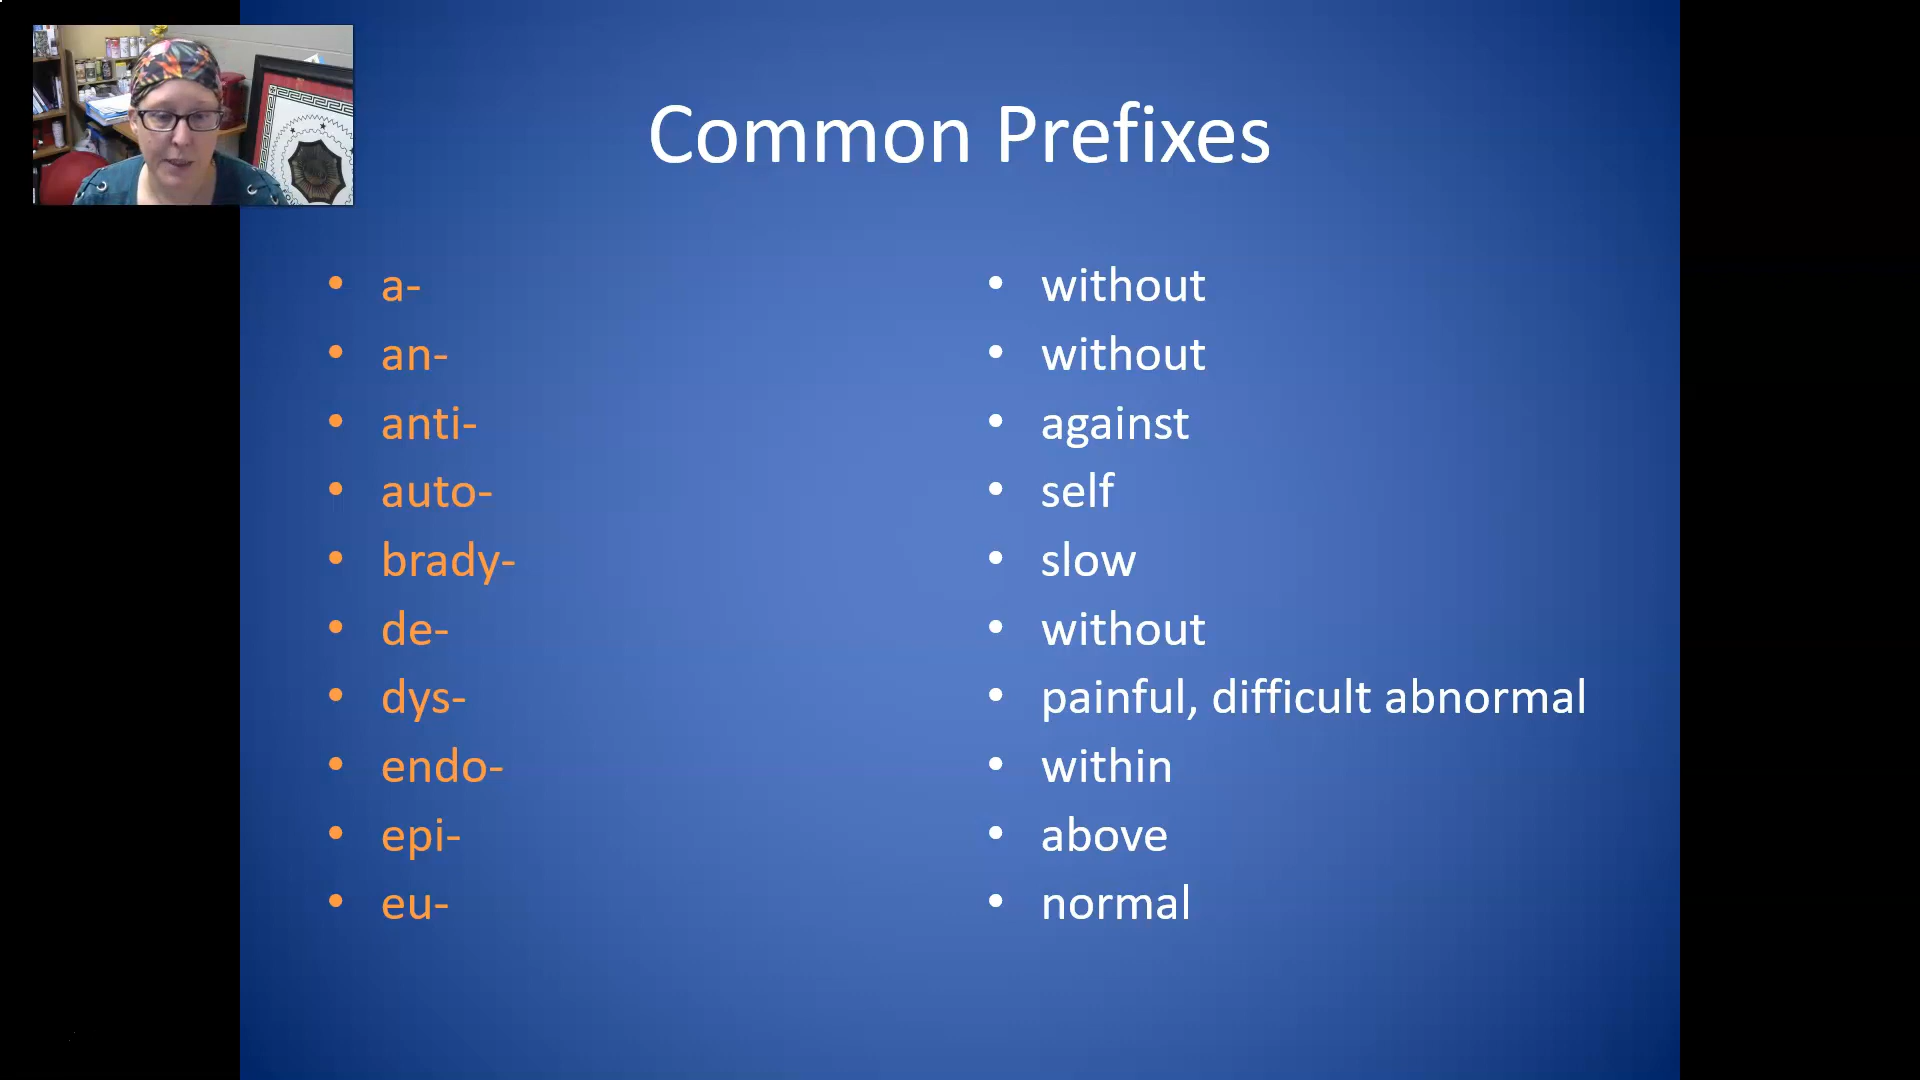 Common Prefixes
• a-
• an-
• anti-
• auto-
• brady-
• de-
• dys-
• endo-
• epi-
• eu-
• without
• without
• against
• self
• slow
• without
• painful, difficult abnormal
• within
• above
• normal